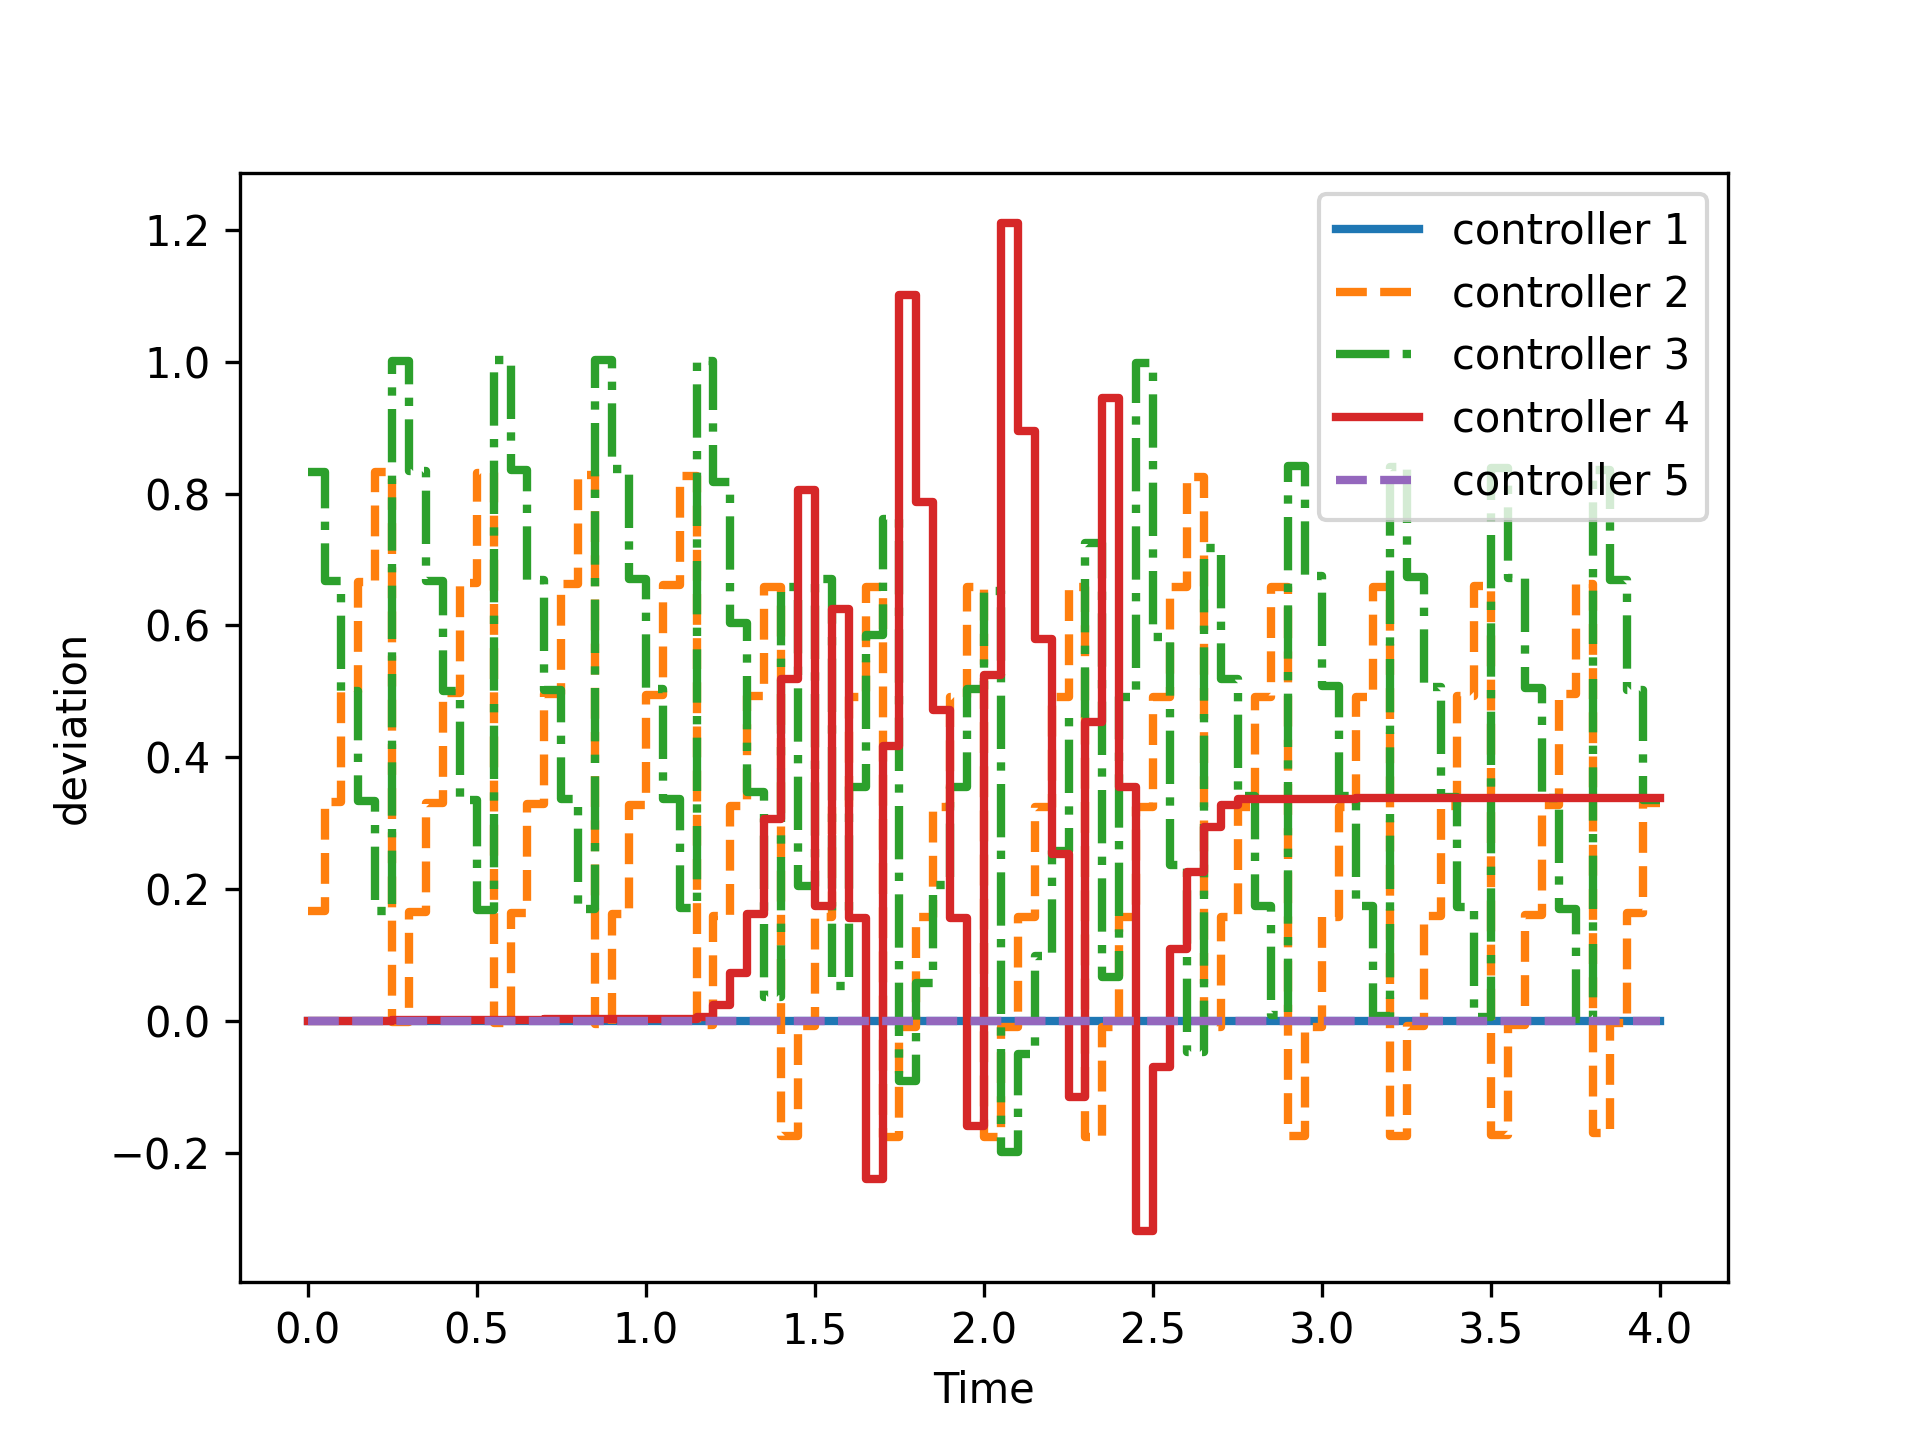 controller 1
controller 2
controller 3
controller 4
controller 5
1.2
1.0
0.8
0.6
0.4
0.2
0.0
−0.2
deviation
0.0 0.5 1.0 1.5 2.0 2.5 3.0 3.5 4.0
Time